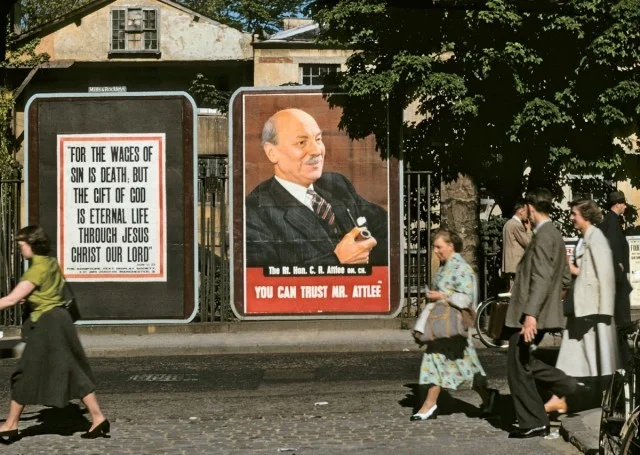 "FOR THE WAGES OF
SIN IS DEATH; BUT
THE GIFT OF GOD
IS ETERNAL LIFE
THROUGH JESUS
CHRIST OUR LORD"
The Rt. Hon. C. R. Attlee OM. CH.
YOU CAN TRUST MR. ATTLEE